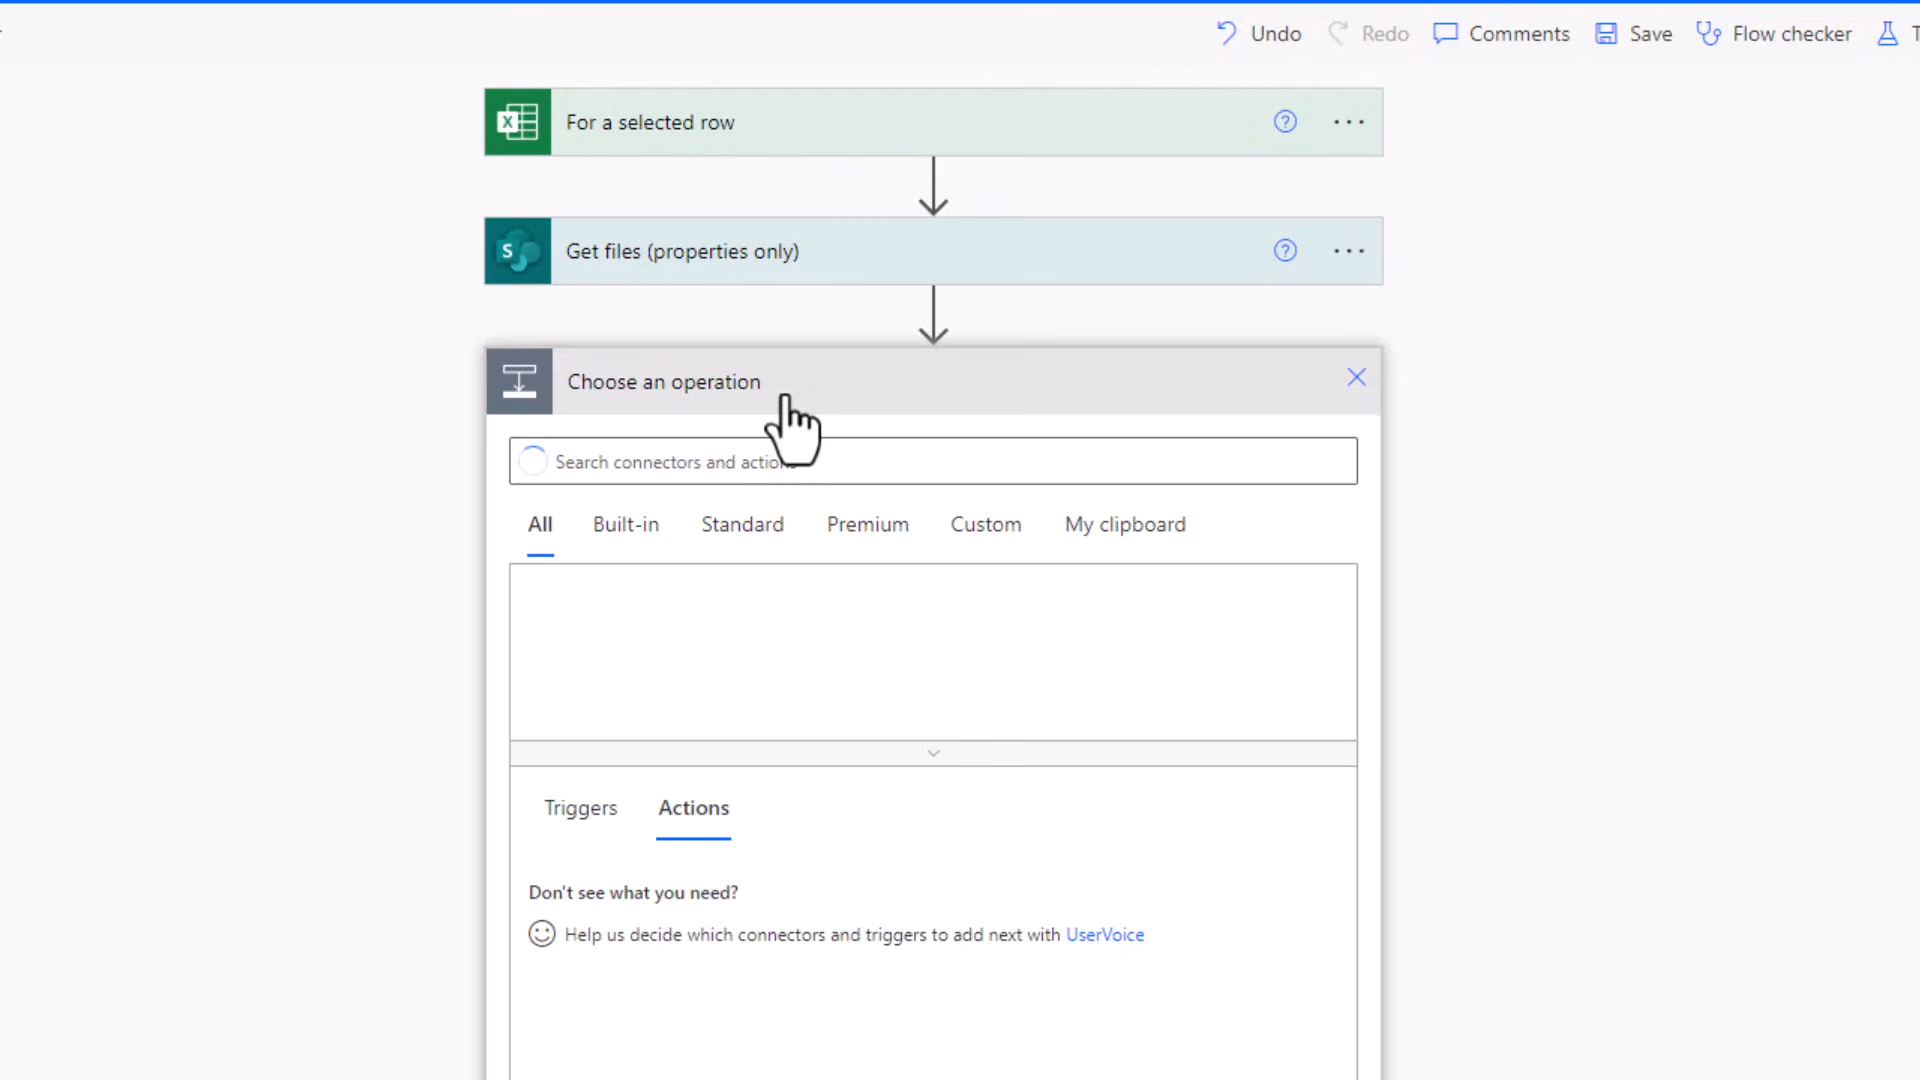 Undo Redo Comments Save Flow checker
For a selected row
Get files (properties only)
Choose an operation
Search connectors and actions
All Built-in Standard Premium Custom My clipboard
Triggers Actions
Don't see what you need?
Help us decide which connectors and triggers to add next with UserVoice